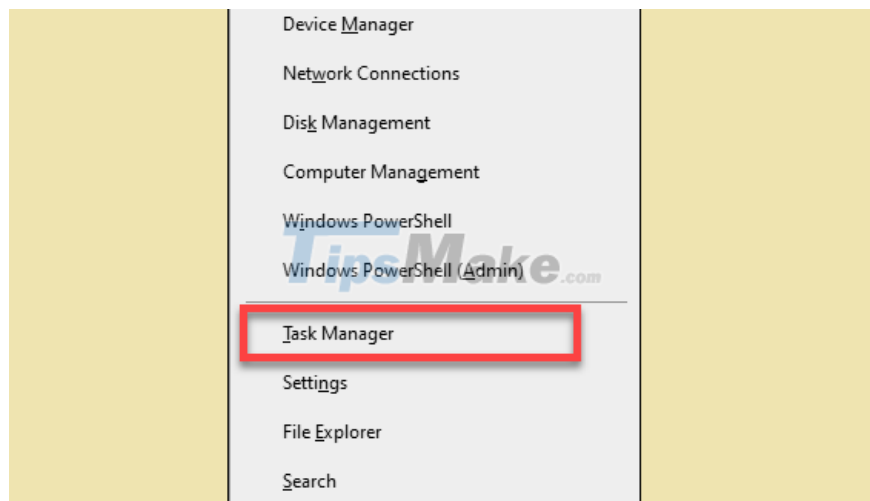 Device Manager
Network Connections
Disk Management
Computer Management
Windows PowerShell
Windows PowerShell (Admin)
TipsMake.com
Task Manager
Settings
File Explorer
Search